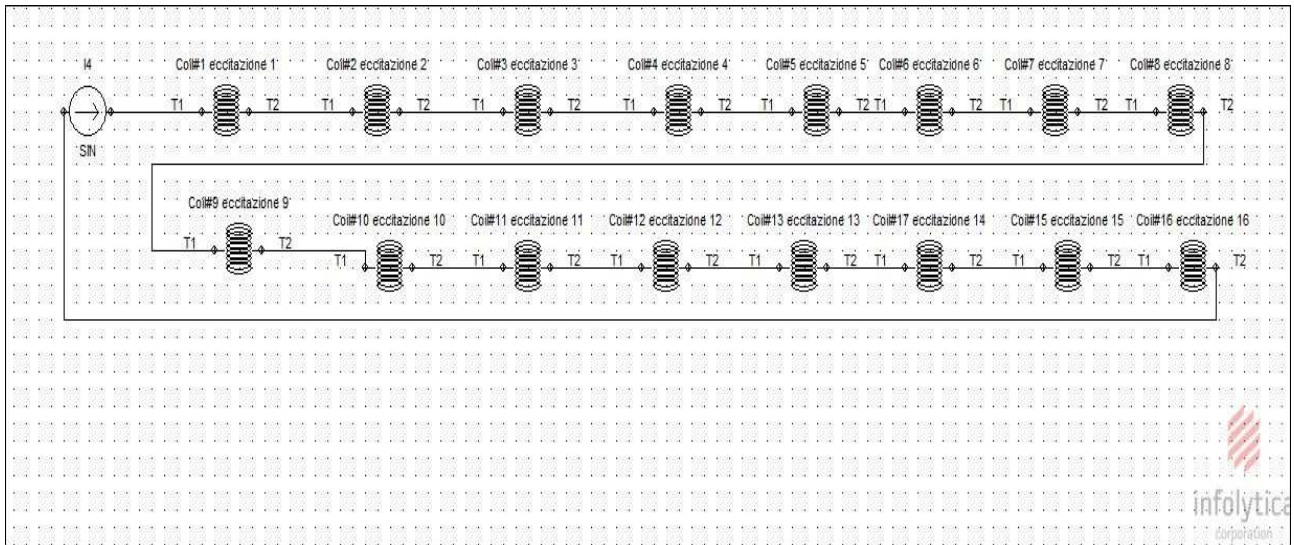 I4
Coil#1 eccitazione 1 Coil#2 eccitazione 2 Coil#3 eccitazione 3 Coil#4 eccitazione 4 Coil#5 eccitazione 5 Coil#6 eccitazione 6 Coil#7 eccitazione 7 Coil#8 eccitazione 8
T1 T2 T1 T2 T1 T2 T1 T2 T1 T2 T1 T2 T1 T2 T1 T2
SIN
Coil#9 eccitazione 9 Coil#10 eccitazione 10 Coil#11 eccitazione 11 Coil#12 eccitazione 12 Coil#13 eccitazione 13 Coil#17 eccitazione 14 Coil#15 eccitazione 15 Coil#16 eccitazione 16
T1 T2 T1 T2 T1 T2 T1 T2 T1 T2 T1 T2 T1 T2 T1 T2
infolytica
corporation